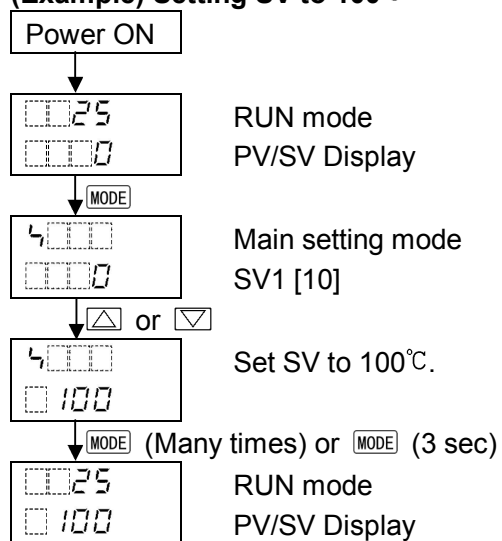 (Example) Setting SV to 100℃
Power ON
25 RUN mode
0 PV/SV Display
MODE
Main setting mode
0 SV1 [10]
△ or ▽
Set SV to 100℃.
100
MODE (Many times) or MODE (3 sec)
25 RUN mode
100 PV/SV Display